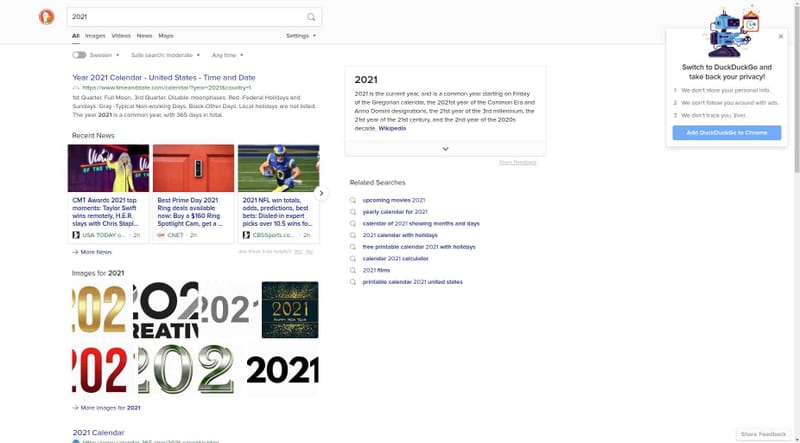 2021
All Images Videos News Maps Settings
Sweden Safe search: moderate Any time
Year 2021 Calendar - United States - Time and Date
https://www.timeanddate.com/calendar/?year=2021&country=1
1st Quarter. Full Moon. 3rd Quarter. Disable moonphases. Red -Federal Holidays and
Sundays. Gray -Typical Non-working Days. Black-Other Days. Local holidays are not listed.
The year 2021 is a common year, with 365 days in total.
Recent News
CMT Awards 2021 top
moments: Taylor Swift
wins remotely, H.E.R.
slays with Chris Stapl...
USA TODAY o... 2h
Best Prime Day 2021
Ring deals available
now: Buy a $160 Ring
Spotlight Cam, get a ...
CNET 2h
2021 NFL win totals,
odds, predictions, best
bets: Dialed-in expert
picks over 10.5 wins fo...
CBSSports.co... 2h
More News
Are these links helpful? Yes No
Images for 2021
202
202
CREATIV
2021
2021
HAPPY NEW YEAR
202
202
2021
More Images for 2021
2021 Calendar
2021
2021 is the current year, and is a common year starting on Friday
of the Gregorian calendar, the 2021st year of the Common Era and
Anno Domini designations, the 21st year of the 3rd millennium, the
21st year of the 21st century, and the 2nd year of the 2020s
decade. Wikipedia
Share Feedback
Related Searches
upcoming movies 2021
yearly calendar for 2021
calendar of 2021 showing months and days
2021 calendar with holidays
free printable calendar 2021 with holidays
calendar 2021 calculator
2021 films
printable calendar 2021 united states
Switch to DuckDuckGo and
take back your privacy!
1 We don't store your personal info.
2 We don't follow you around with ads.
3 We don't track you. Ever.
Add DuckDuckGo to Chrome
Share Feedback